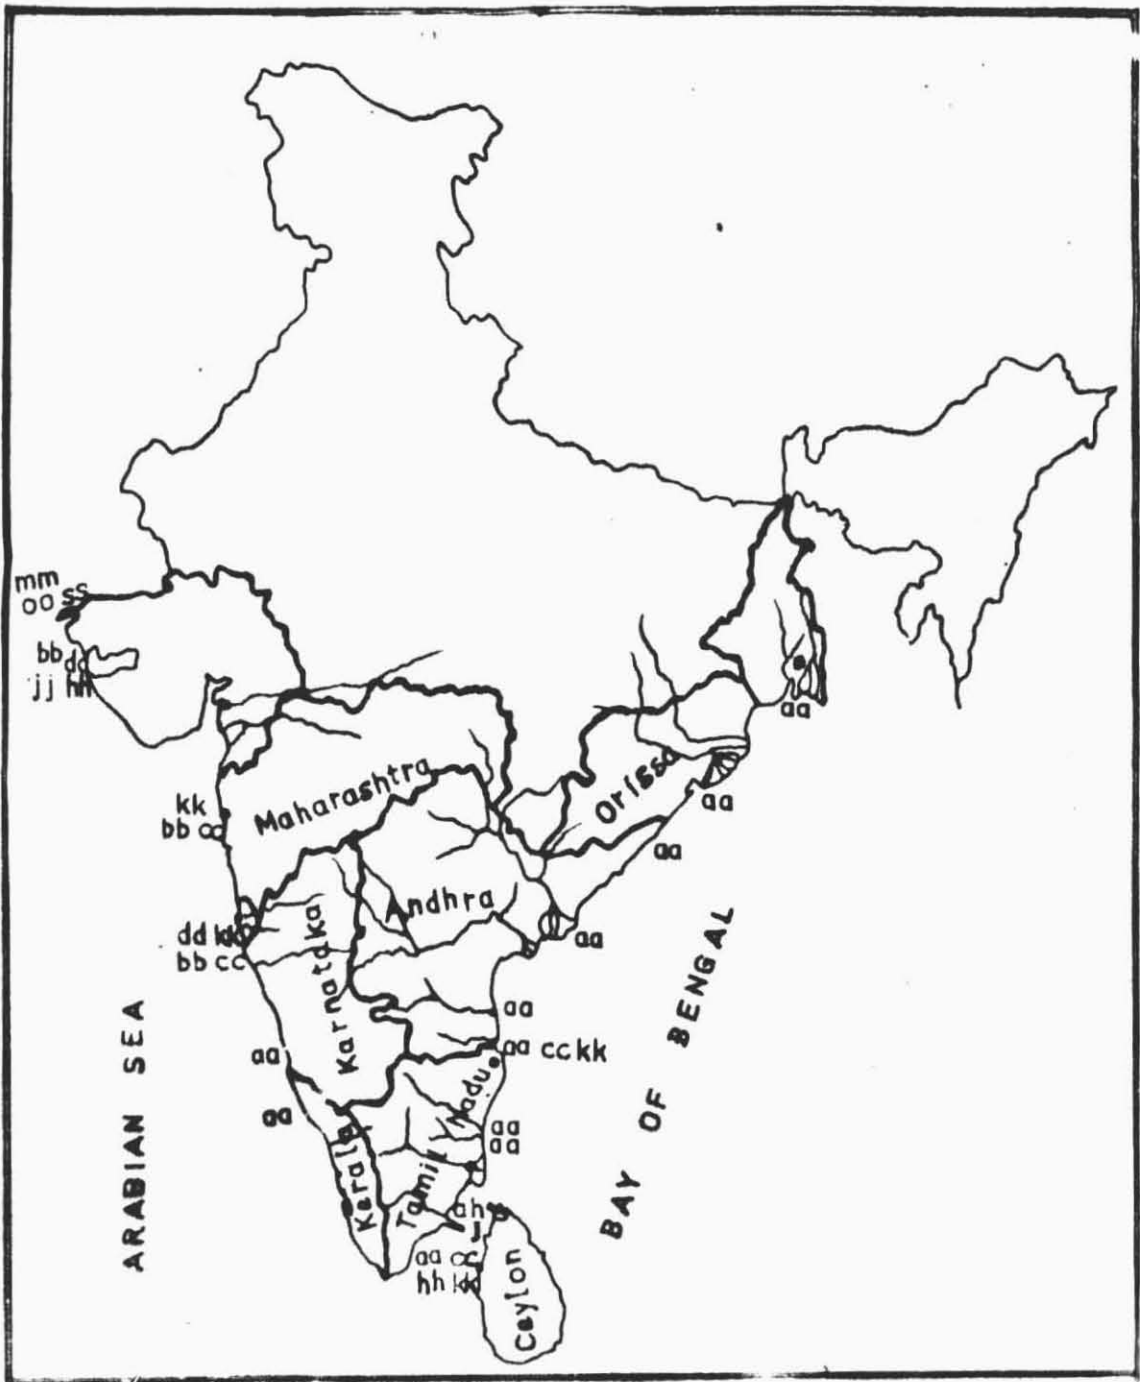 mm
oo ss
bb dd
jj hh
aa
kk
bb cc
Maharashtra
Orissa
aa
aa
Andhra
dd kk
bb cc
aa
Karnataka
aa
aa cc kk
aa
aa
Nadu
Tamil
Kerala
aa
aa
aa cc
hh kk
Ceylon
ARABIAN SEA
BAY OF BENGAL